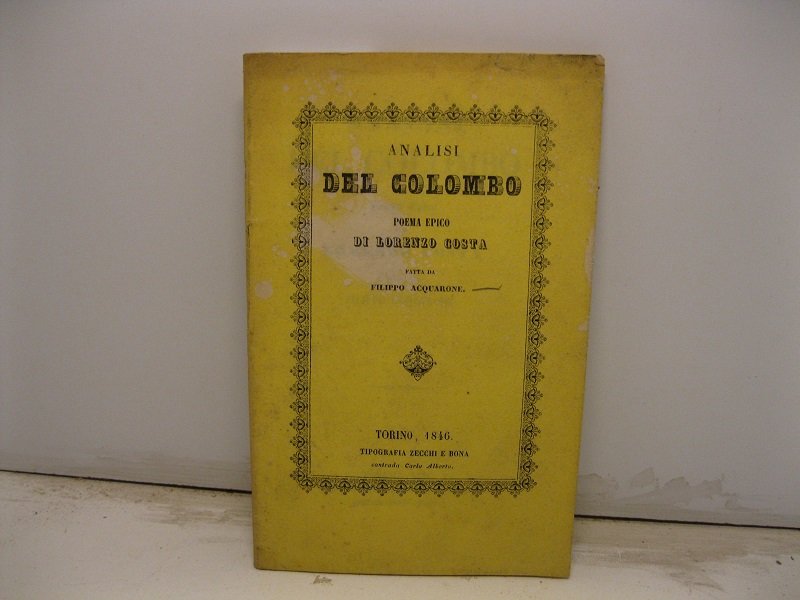 ANALISI
DEL COLOMBO
POEMA EPICO
DI LORENZO COSTA
FATTA DA
FILIPPO ACQUARONE.
TORINO, 1846.
TIPOGRAFIA ZECCHI E BONA
contrada Carlo Alberto.